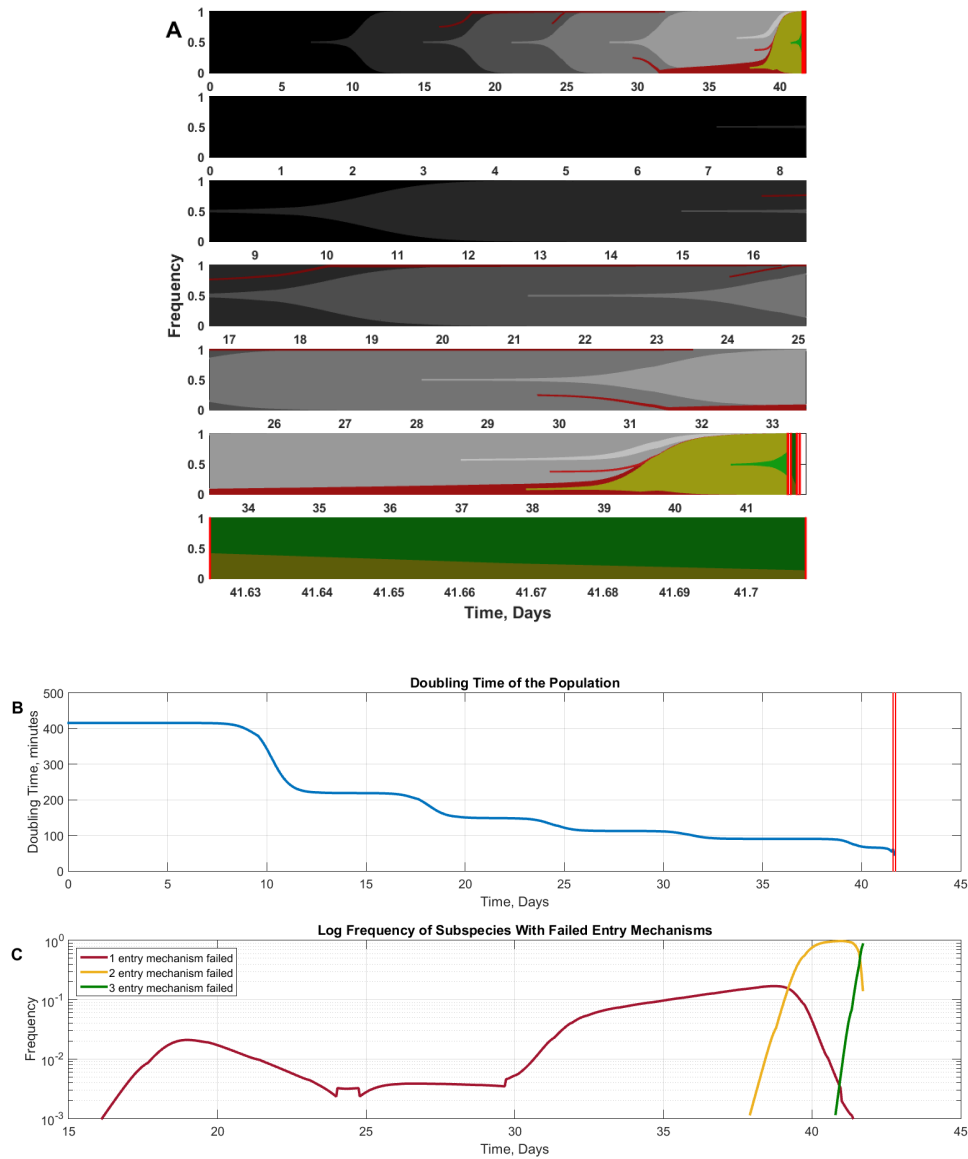 A
1
0.5
0
0 5 10 15 20 25 30 35 40
1
0.5
0
0 1 2 3 4 5 6 7 8
1
0.5
0
9 10 11 12 13 14 15 16
Frequency
1
0.5
0
17 18 19 20 21 22 23 24 25
1
0.5
0
26 27 28 29 30 31 32 33
1
0.5
0
34 35 36 37 38 39 40 41
1
0.5
0
41.63 41.64 41.65 41.66 41.67 41.68 41.69 41.7
Time, Days
B
Doubling Time of the Population
Doubling Time, minutes
500
400
300
200
100
0
0 5 10 15 20 25 30 35 40 45
Time, Days
C
Log Frequency of Subspecies With Failed Entry Mechanisms
Frequency
10^0
10^-1
10^-2
10^-3
1 entry mechanism failed
2 entry mechanism failed
3 entry mechanism failed
15 20 25 30 35 40 45
Time, Days